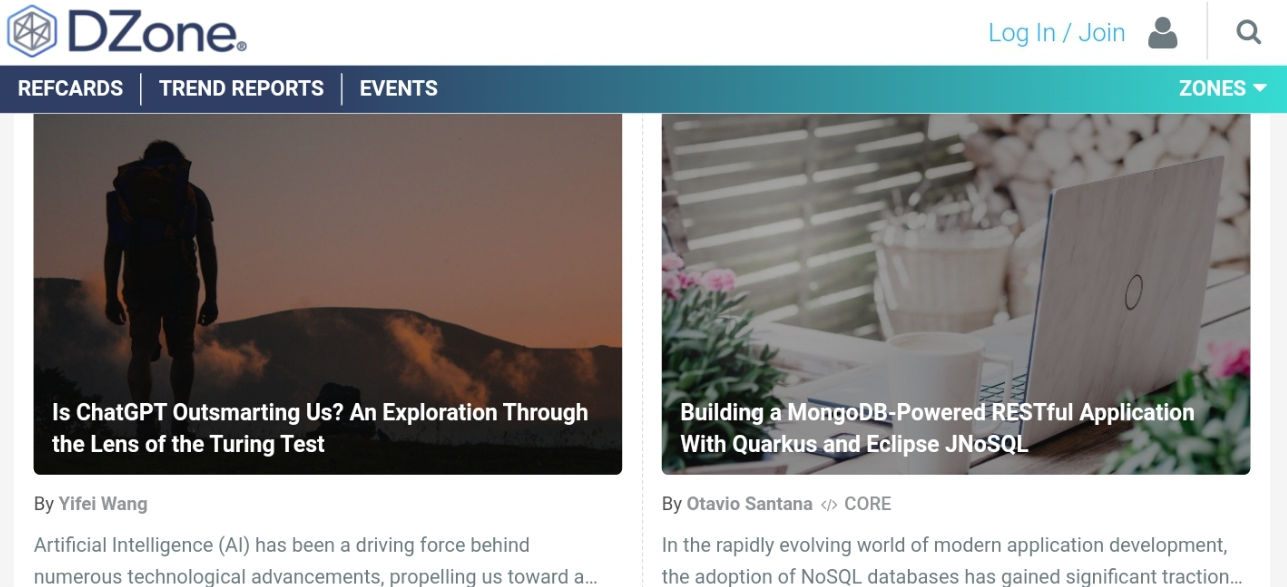 DZone®
Log In / Join
REFCARDS
TREND REPORTS
EVENTS
ZONES
Is ChatGPT Outsmarting Us? An Exploration Through
the Lens of the Turing Test
By Yifei Wang
Artificial Intelligence (AI) has been a driving force behind
numerous technological advancements, propelling us toward a...
Building a MongoDB-Powered RESTful Application
With Quarkus and Eclipse JNoSQL
By Otavio Santana </> CORE
In the rapidly evolving world of modern application development,
the adoption of NoSQL databases has gained significant traction...